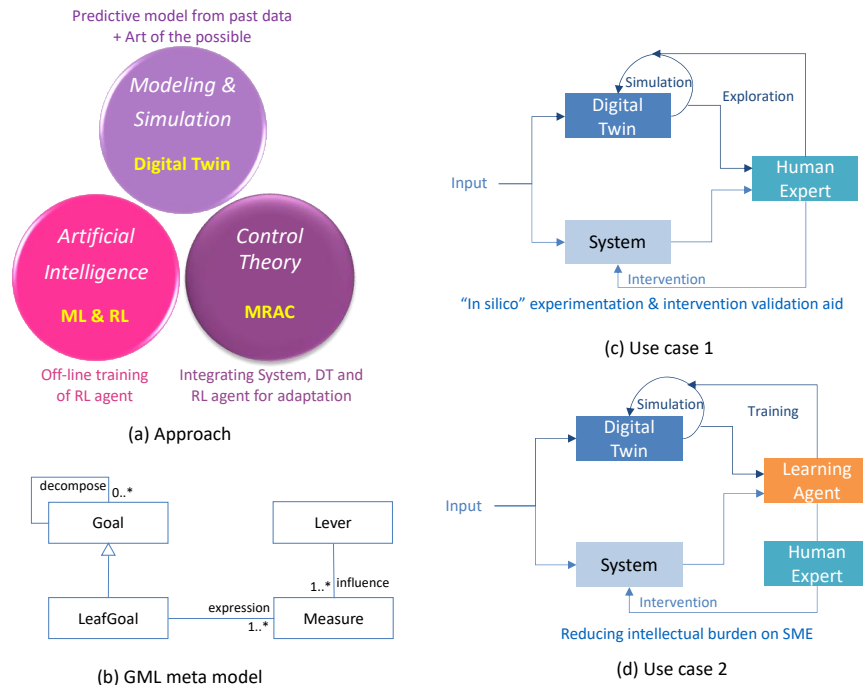 Predictive model from past data
+ Art of the possible
Modeling &
Simulation
Digital Twin
Artificial
Intelligence
ML & RL
Control
Theory
MRAC
Off-line training
of RL agent
Integrating System, DT and
RL agent for adaptation
(a) Approach
decompose
0..*
Goal
Lever
1..*
influence
LeafGoal
expression
1..*
Measure
(b) GML meta model
Simulation
Digital
Twin
Exploration
Human
Expert
Input
System
Intervention
“In silico” experimentation & intervention validation aid
(c) Use case 1
Simulation
Training
Digital
Twin
Learning
Agent
Input
System
Human
Expert
Intervention
Reducing intellectual burden on SME
(d) Use case 2